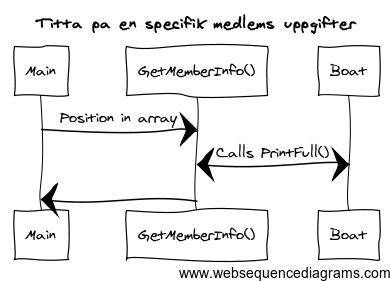 Titta pa en specifik medlems uppgifter
Main
GetMemberInfo()
Boat
Position in array
Calls PrintFull()
Main
GetMemberInfo()
Boat
www.websequencediagrams.com